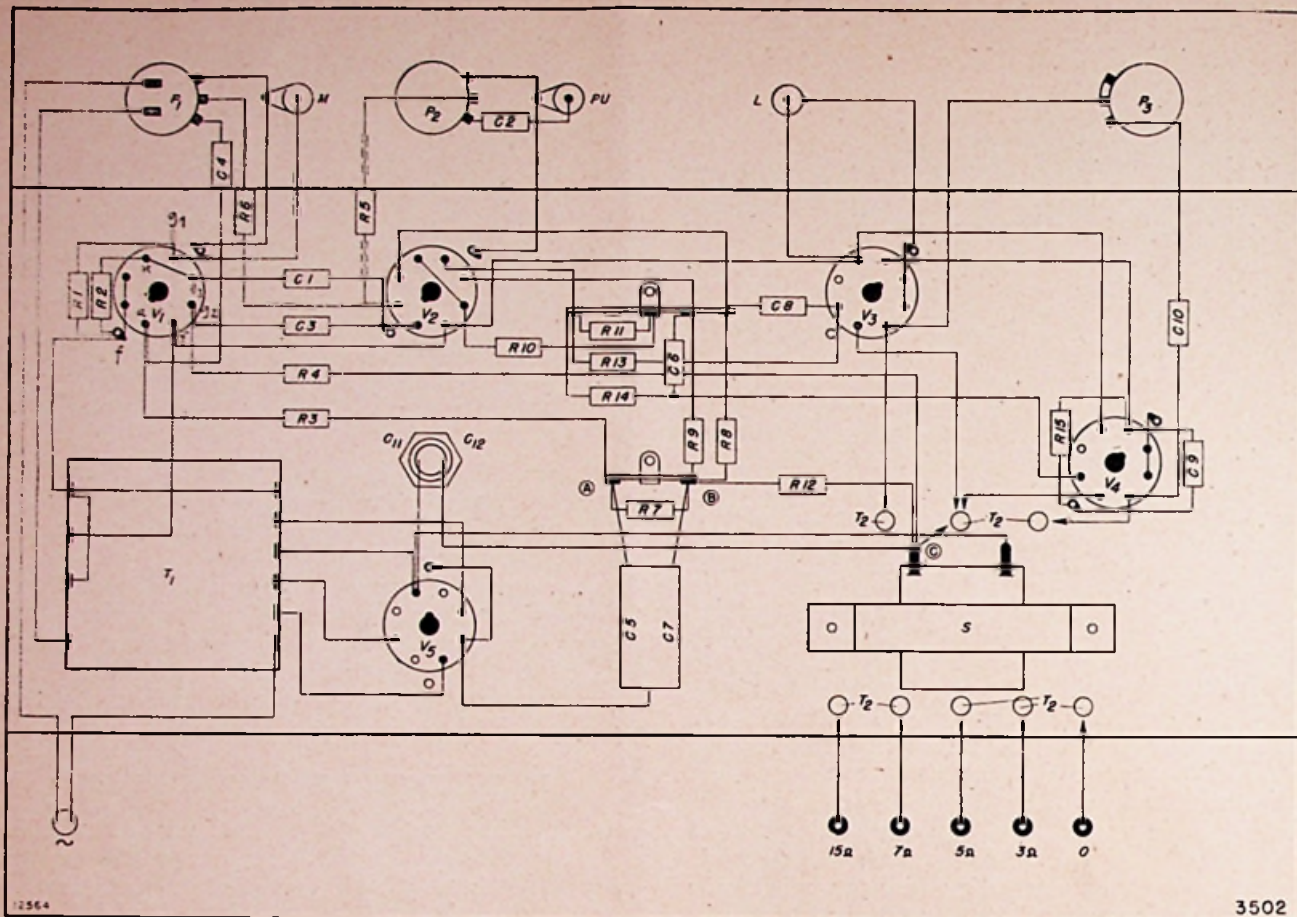 P1 M P2 PU L P3
C2
C4
R6 R5
g1
R1 R2 V1 C1 V2 V3 C10
g2
C3 R11 C8 C6
f R10 R13 C
R4 R14
R3 R15
C11 C12 R9 R8 C9
V4
A B R12
R7 T2 T2
C
T1
V5 C5 C7 S
T2 T2
15Ω 7Ω 5Ω 3Ω 0
~
12564 3502